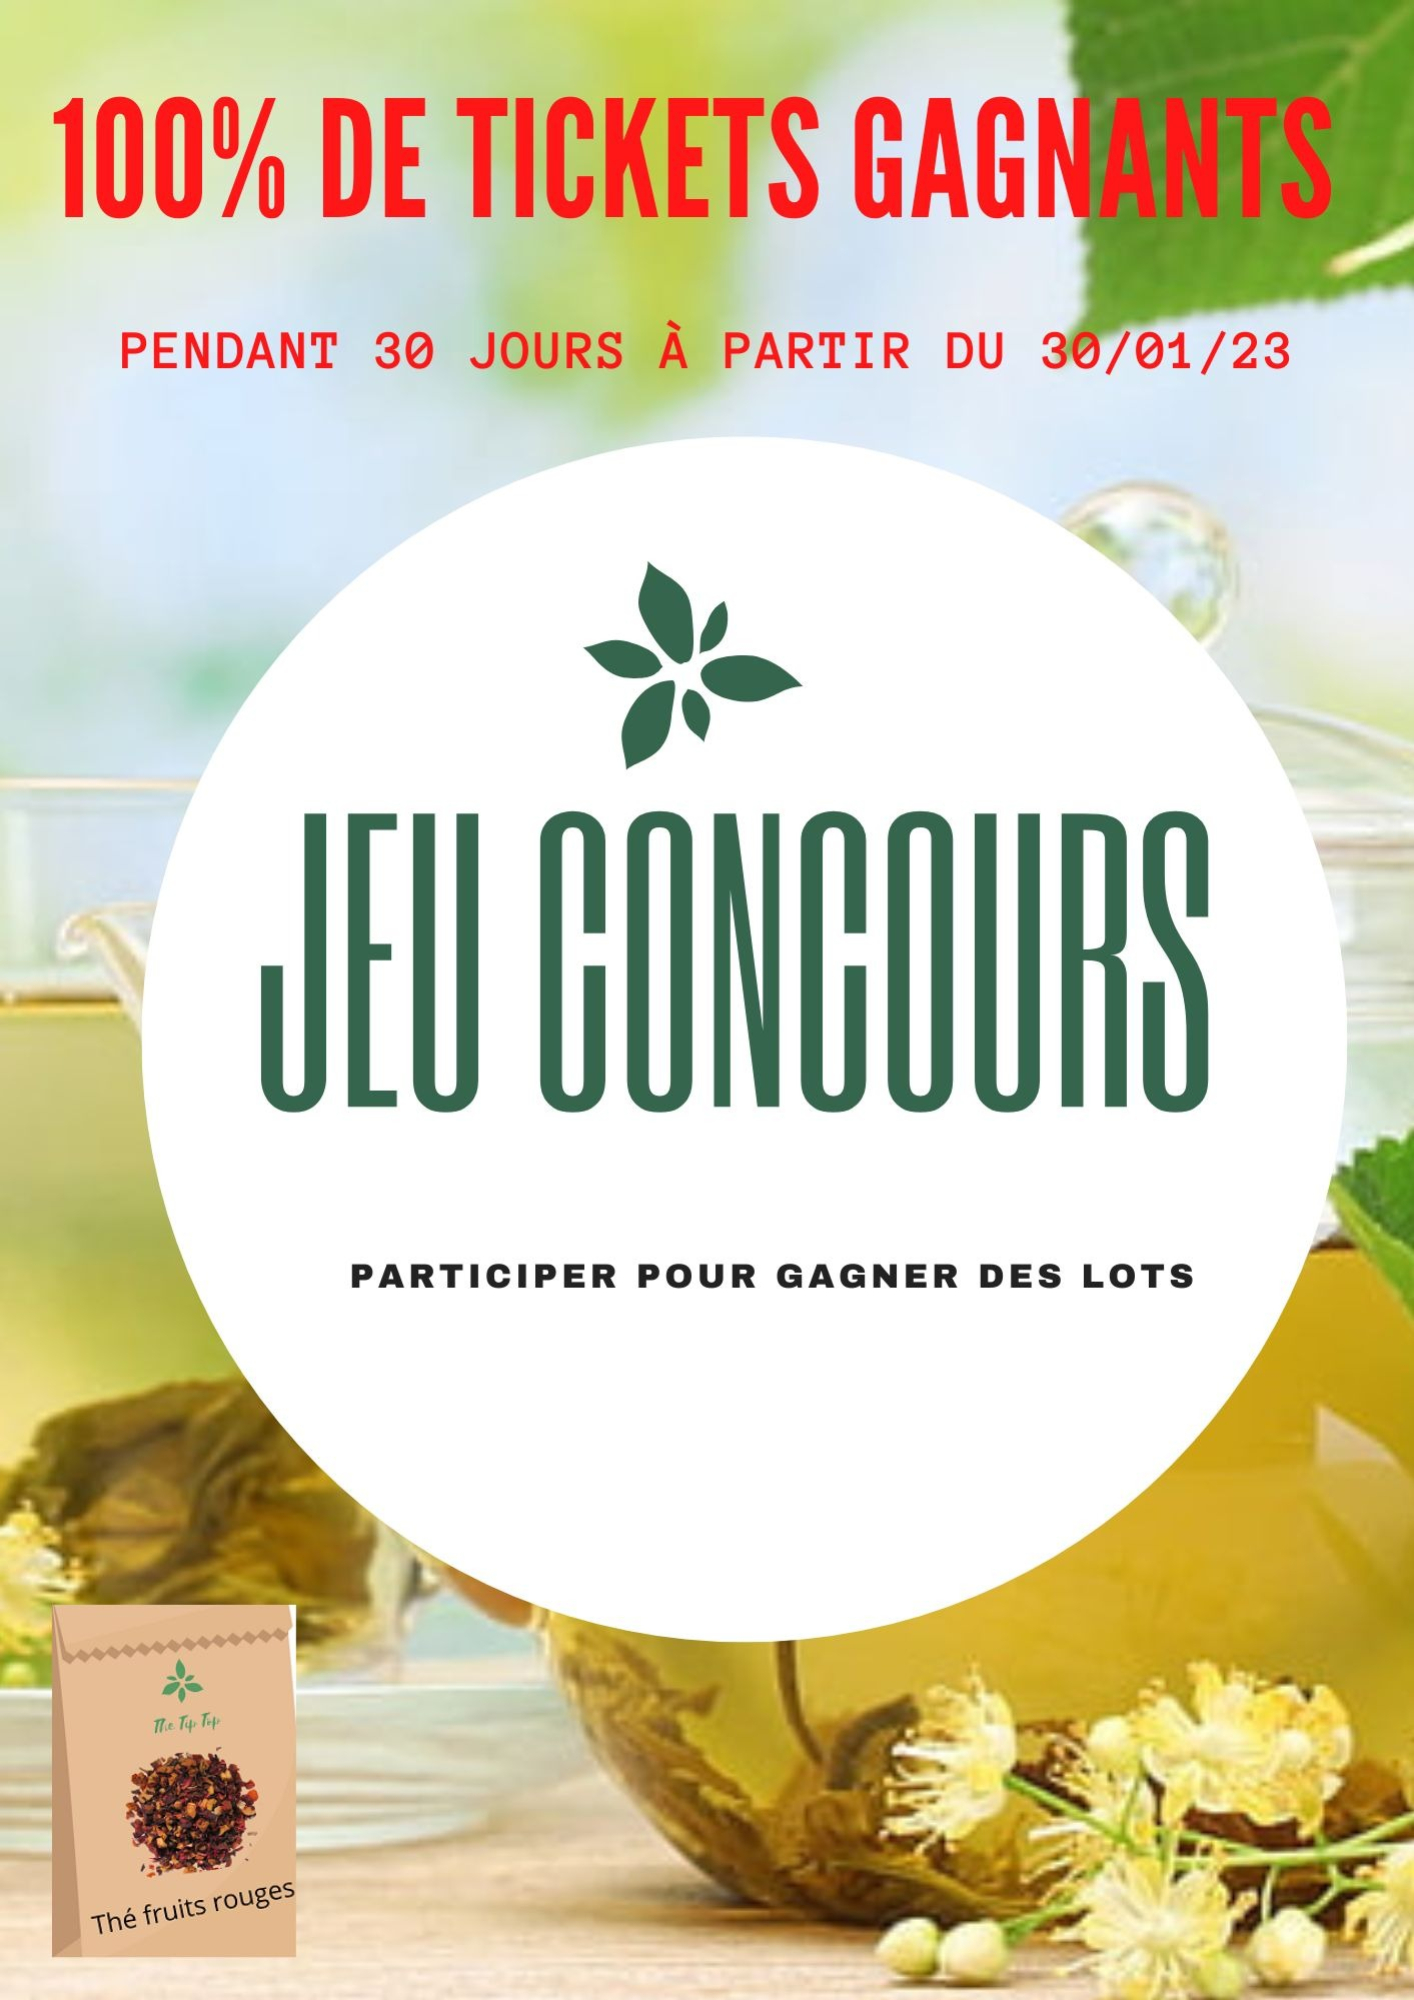 100% DE TICKETS GAGNANTS
PENDANT 30 JOURS À PARTIR DU 30/01/23
JEU CONCOURS
PARTICIPER POUR GAGNER DES LOTS
The Tip Top
Thé fruits rouges